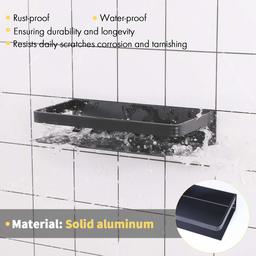 • Rust-proof • Water-proof
• Ensuring durability and longevity
• Resists daily scratches corrosion and tarnishing
•Material: Solid aluminum